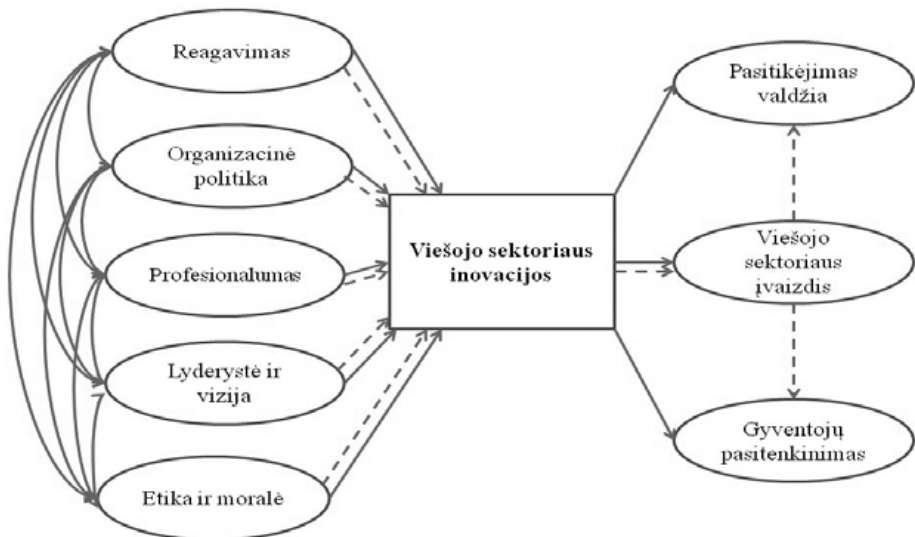 Reagavimas
Organizacinė
politika
Profesionalumas
Lyderystė ir
vizija
Etika ir moralė
Viešojo sektoriaus
inovacijos
Pasitikėjimas
valdžia
Viešojo
sektoriaus
įvaizdis
Gyventojų
pasitenkinimas